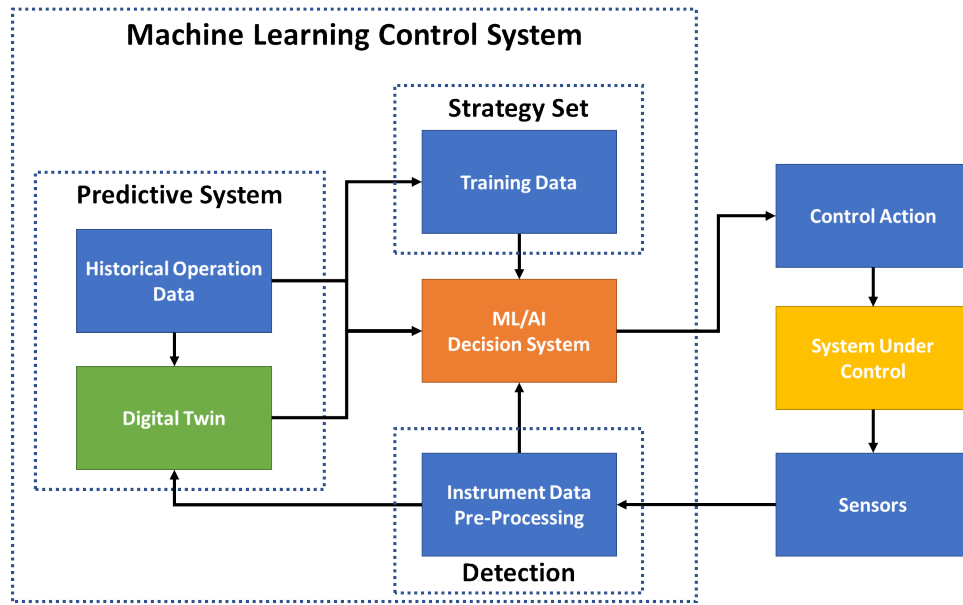 Machine Learning Control System
Strategy Set
Training Data
Predictive System
Historical Operation
Data
Digital Twin
ML/AI
Decision System
Instrument Data
Pre-Processing
Detection
Control Action
System Under
Control
Sensors